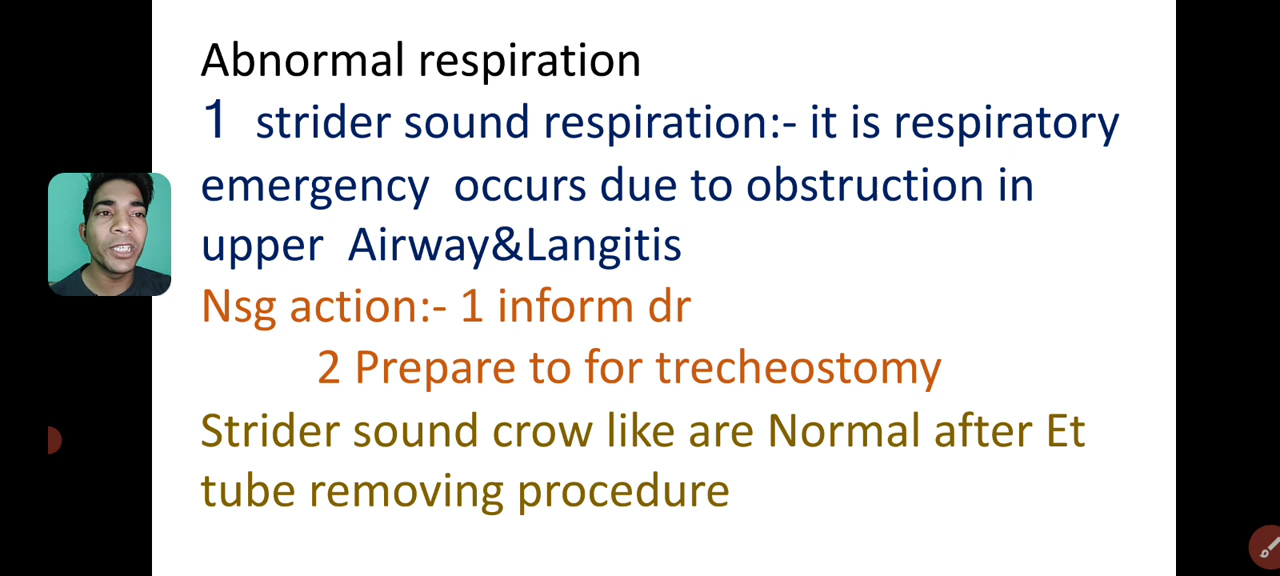 Abnormal respiration
1 strider sound respiration:- it is respiratory
emergency occurs due to obstruction in
upper Airway&Langitis
Nsg action:- 1 inform dr
2 Prepare to for trecheostomy
Strider sound crow like are Normal after Et
tube removing procedure